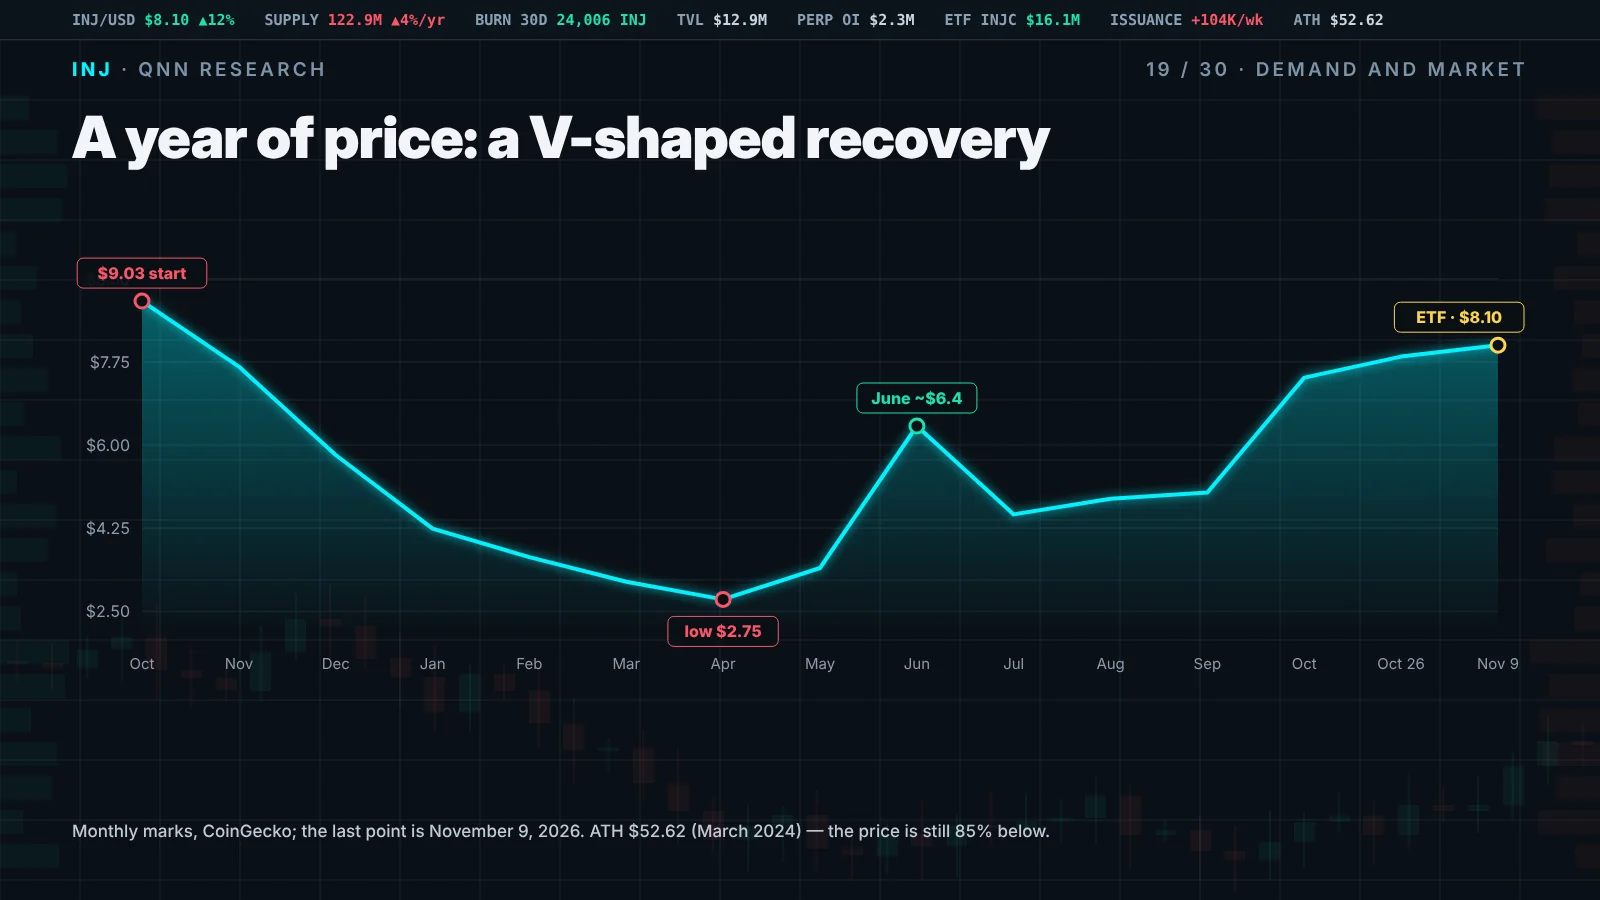 INJ/USD $8.10 ▲12% SUPPLY 122.9M ▲4%/yr BURN 30D 24,006 INJ TVL $12.9M PERP OI $2.3M ETF INJC $16.1M ISSUANCE +104K/wk ATH $52.62
INJ · QNN RESEARCH
19 / 30 · DEMAND AND MARKET
A year of price: a V-shaped recovery
$9.03 start
ETF · $8.10
$7.75
June ~$6.4
$6.00
$4.25
$2.50
low $2.75
Oct Nov Dec Jan Feb Mar Apr May Jun Jul Aug Sep Oct Oct 26 Nov 9
Monthly marks, CoinGecko; the last point is November 9, 2026. ATH $52.62 (March 2024) — the price is still 85% below.